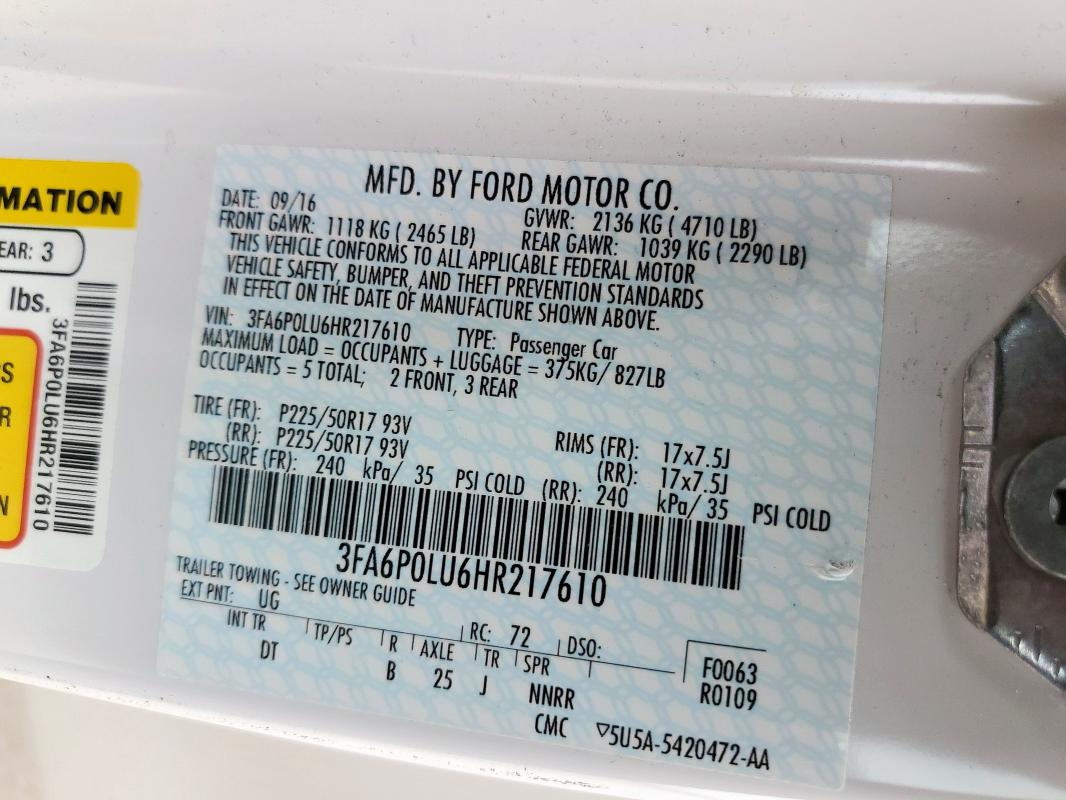 MATION
EAR: 3
lbs.
S
R
N
3FA6P0LU6HR217610
MFD. BY FORD MOTOR CO.
DATE: 09/16 GVWR: 2136 KG ( 4710 LB)
FRONT GAWR: 1118 KG ( 2465 LB) REAR GAWR: 1039 KG ( 2290 LB)
THIS VEHICLE CONFORMS TO ALL APPLICABLE FEDERAL MOTOR
VEHICLE SAFETY, BUMPER, AND THEFT PREVENTION STANDARDS
IN EFFECT ON THE DATE OF MANUFACTURE SHOWN ABOVE.
VIN: 3FA6P0LU6HR217610 TYPE: Passenger Car
MAXIMUM LOAD = OCCUPANTS + LUGGAGE = 375KG/ 827LB
OCCUPANTS = 5 TOTAL; 2 FRONT, 3 REAR
TIRE (FR): P225/50R17 93V RIMS (FR): 17x7.5J
(RR): P225/50R17 93V (RR): 17x7.5J
PRESSURE (FR): 240 kPa/ 35 PSI COLD (RR): 240 kPa/ 35 PSI COLD
3FA6P0LU6HR217610
TRAILER TOWING - SEE OWNER GUIDE
EXT PNT: UG RC: 72 DSO:
INT TR TP/PS R AXLE TR SPR F0063
DT B 25 J NNRR R0109
CMC ▽5U5A-5420472-AA